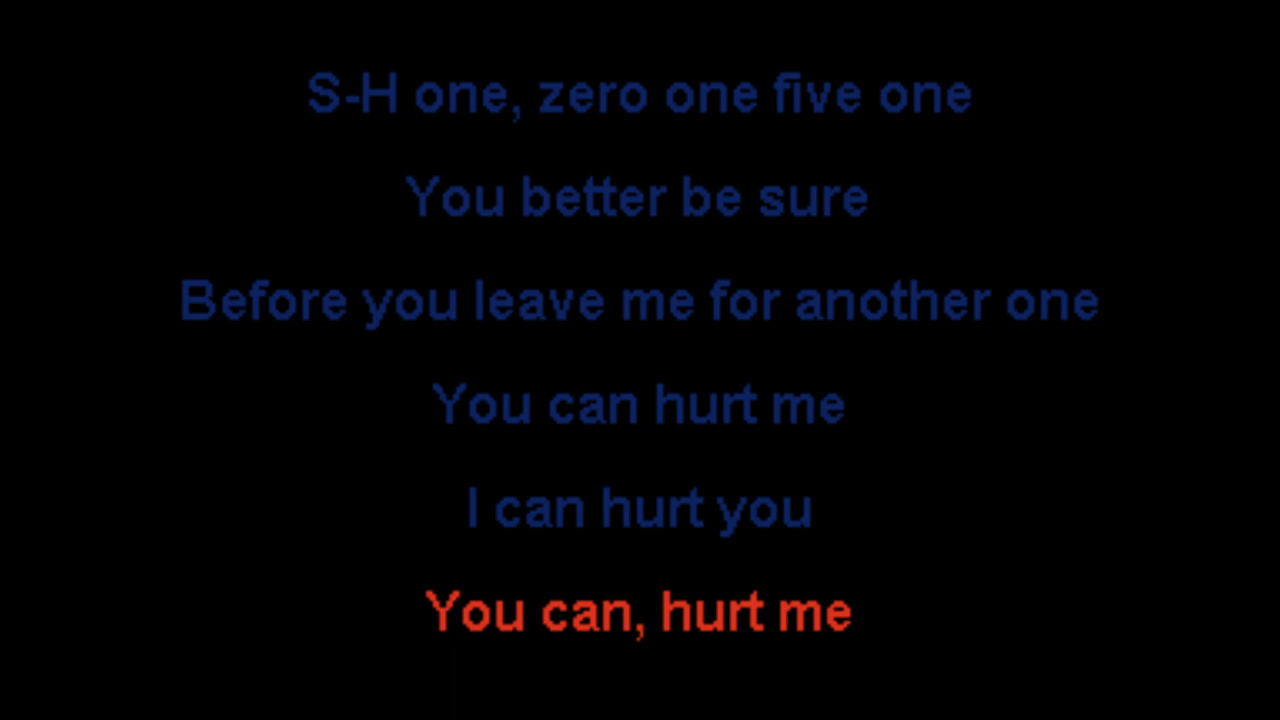 S-H one, zero one five one
You better be sure
Before you leave me for another one
You can hurt me
I can hurt you
You can, hurt me